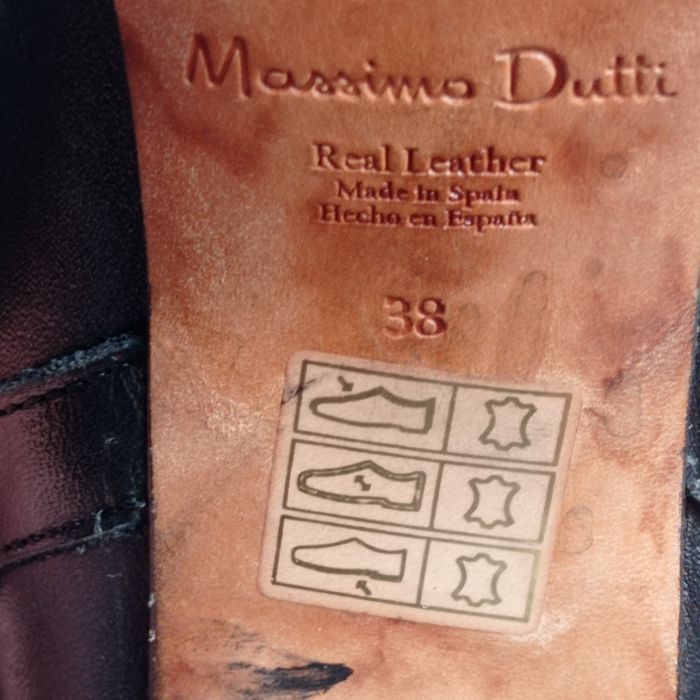 Massimo Dutti
Real Leather
Made in Spain
Hecho en España
38